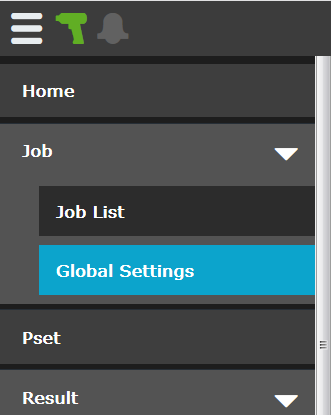 Home
Job
Job List
Global Settings
Pset
Result